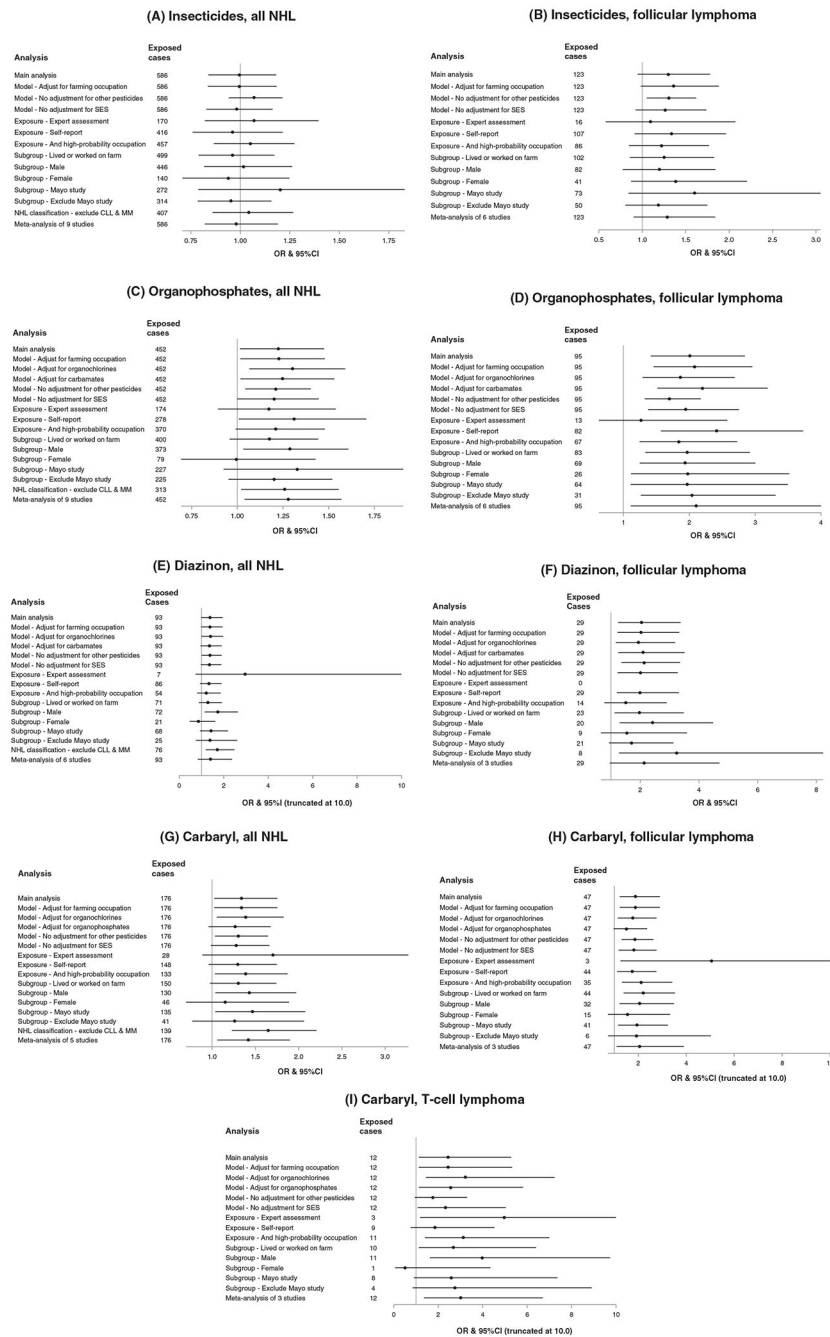 (A) Insecticides, all NHL
Analysis Exposed cases
Main analysis 586
Model - Adjust for farming occupation 586
Model - No adjustment for other pesticides 586
Model - No adjustment for SES 586
Exposure - Expert assessment 170
Exposure - Self-report 416
Exposure - And high-probability occupation 457
Subgroup - Lived or worked on farm 499
Subgroup - Male 446
Subgroup - Female 140
Subgroup - Mayo study 272
Subgroup - Exclude Mayo study 314
NHL classification - exclude CLL & MM 407
Meta-analysis of 9 studies 586
0.75 1.00 1.25 1.50 1.75
OR & 95%CI
(B) Insecticides, follicular lymphoma
Analysis Exposed cases
Main analysis 123
Model - Adjust for farming occupation 123
Model - No adjustment for other pesticides 123
Model - No adjustment for SES 123
Exposure - Expert assessment 16
Exposure - Self-report 107
Exposure - And high-probability occupation 86
Subgroup - Lived or worked on farm 102
Subgroup - Male 82
Subgroup - Female 41
Subgroup - Mayo study 73
Subgroup - Exclude Mayo study 50
Meta-analysis of 6 studies 123
0.5 1.0 1.5 2.0 2.5 3.0
OR & 95%CI
(C) Organophosphates, all NHL
Analysis Exposed cases
Main analysis 452
Model - Adjust for farming occupation 452
Model - Adjust for organochlorines 452
Model - Adjust for carbamates 452
Model - No adjustment for other pesticides 452
Model - No adjustment for SES 452
Exposure - Expert assessment 174
Exposure - Self-report 278
Exposure - And high-probability occupation 370
Subgroup - Lived or worked on farm 400
Subgroup - Male 373
Subgroup - Female 79
Subgroup - Mayo study 227
Subgroup - Exclude Mayo study 225
NHL classification - exclude CLL & MM 313
Meta-analysis of 9 studies 452
0.75 1.00 1.25 1.50 1.75
OR & 95%CI
(D) Organophosphates, follicular lymphoma
Analysis Exposed cases
Main analysis 95
Model - Adjust for farming occupation 95
Model - Adjust for organochlorines 95
Model - Adjust for carbamates 95
Model - No adjustment for other pesticides 95
Model - No adjustment for SES 95
Exposure - Expert assessment 13
Exposure - Self-report 82
Exposure - And high-probability occupation 67
Subgroup - Lived or worked on farm 83
Subgroup - Male 69
Subgroup - Female 26
Subgroup - Mayo study 64
Subgroup - Exclude Mayo study 31
Meta-analysis of 6 studies 95
1 2 3 4
OR & 95%CI
(E) Diazinon, all NHL
Analysis Exposed Cases
Main analysis 93
Model - Adjust for farming occupation 93
Model - Adjust for organochlorines 93
Model - Adjust for carbamates 93
Model - No adjustment for other pesticides 93
Model - No adjustment for SES 93
Exposure - Expert assessment 7
Exposure - Self-report 86
Exposure - And high-probability occupation 54
Subgroup - Lived or worked on farm 71
Subgroup - Male 72
Subgroup - Female 21
Subgroup - Mayo study 68
Subgroup - Exclude Mayo study 25
NHL classification - exclude CLL & MM 76
Meta-analysis of 6 studies 93
0 2 4 6 8 10
OR & 95%I (truncated at 10.0)
(F) Diazinon, follicular lymphoma
Analysis Exposed Cases
Main analysis 29
Model - Adjust for farming occupation 29
Model - Adjust for organochlorines 29
Model - Adjust for carbamates 29
Model - No adjustment for other pesticides 29
Model - No adjustment for SES 29
Exposure - Expert assessment 0
Exposure - Self-report 29
Exposure - And high-probability occupation 14
Subgroup - Lived or worked on farm 23
Subgroup - Male 20
Subgroup - Female 9
Subgroup - Mayo study 21
Subgroup - Exclude Mayo study 8
Meta-analysis of 3 studies 29
2 4 6 8
OR & 95%CI
(G) Carbaryl, all NHL
Analysis Exposed cases
Main analysis 176
Model - Adjust for farming occupation 176
Model - Adjust for organochlorines 176
Model - Adjust for organophosphates 176
Model - No adjustment for other pesticides 176
Model - No adjustment for SES 176
Exposure - Expert assessment 28
Exposure - Self-report 148
Exposure - And high-probability occupation 133
Subgroup - Lived or worked on farm 150
Subgroup - Male 130
Subgroup - Female 46
Subgroup - Mayo study 135
Subgroup - Exclude Mayo study 41
NHL classification - exclude CLL & MM 139
Meta-analysis of 5 studies 176
1.0 1.5 2.0 2.5 3.0
OR & 95%CI
(H) Carbaryl, follicular lymphoma
Analysis Exposed cases
Main analysis 47
Model - Adjust for farming occupation 47
Model - Adjust for organochlorines 47
Model - Adjust for organophosphates 47
Model - No adjustment for other pesticides 47
Model - No adjustment for SES 47
Exposure - Expert assessment 3
Exposure - Self-report 44
Exposure - And high-probability occupation 35
Subgroup - Lived or worked on farm 44
Subgroup - Male 32
Subgroup - Female 15
Subgroup - Mayo study 41
Subgroup - Exclude Mayo study 6
Meta-analysis of 3 studies 47
2 4 6 8
OR & 95%CI (truncated at 10.0)
(I) Carbaryl, T-cell lymphoma
Analysis Exposed cases
Main analysis 12
Model - Adjust for farming occupation 12
Model - Adjust for organochlorines 12
Model - Adjust for organophosphates 12
Model - No adjustment for other pesticides 12
Model - No adjustment for SES 12
Exposure - Expert assessment 3
Exposure - Self-report 9
Exposure - And high-probability occupation 11
Subgroup - Lived or worked on farm 10
Subgroup - Male 11
Subgroup - Female 1
Subgroup - Mayo study 8
Subgroup - Exclude Mayo study 4
Meta-analysis of 3 studies 12
0 2 4 6 8 10
OR & 95%CI (truncated at 10.0)